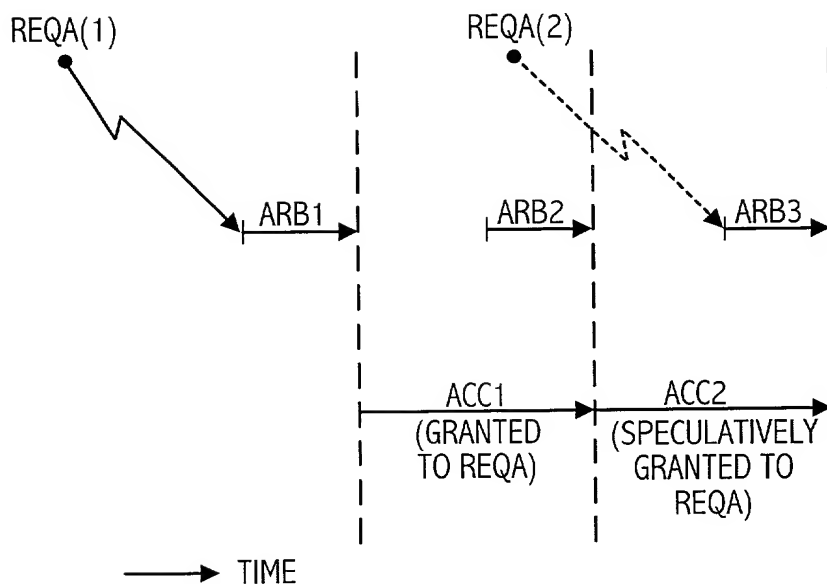 REQA(1)
REQA(2)
ARB1
ARB2
ARB3
ACC1
(GRANTED
TO REQA)
ACC2
(SPECULATIVELY
GRANTED TO
REQA)
TIME